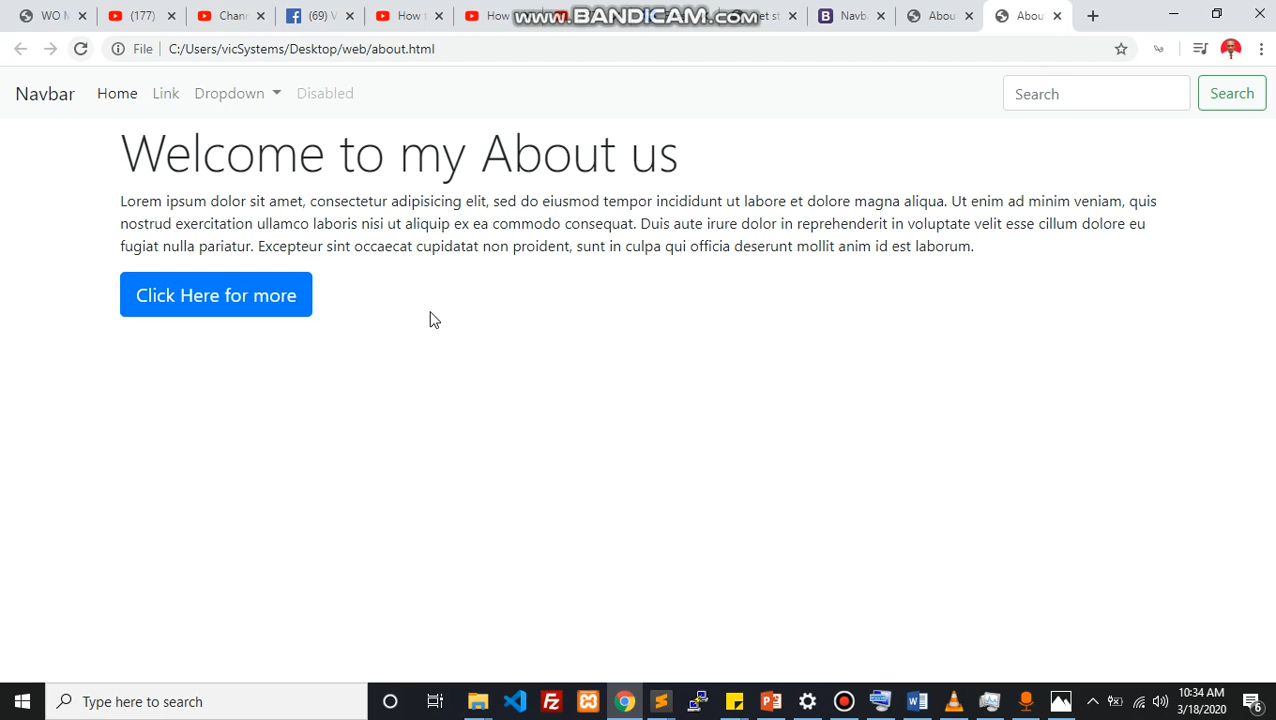 WO M (177) Chann (69) V How t How et st Navb Abou Abou
www.BANDICAM.com
File C:/Users/vicSystems/Desktop/web/about.html
Navbar Home Link Dropdown Disabled Search Search
Welcome to my About us
Lorem ipsum dolor sit amet, consectetur adipisicing elit, sed do eiusmod tempor incididunt ut labore et dolore magna aliqua. Ut enim ad minim veniam, quis
nostrud exercitation ullamco laboris nisi ut aliquip ex ea commodo consequat. Duis aute irure dolor in reprehenderit in voluptate velit esse cillum dolore eu
fugiat nulla pariatur. Excepteur sint occaecat cupidatat non proident, sunt in culpa qui officia deserunt mollit anim id est laborum.
Click Here for more
Type here to search
10:34 AM
3/18/2020
6